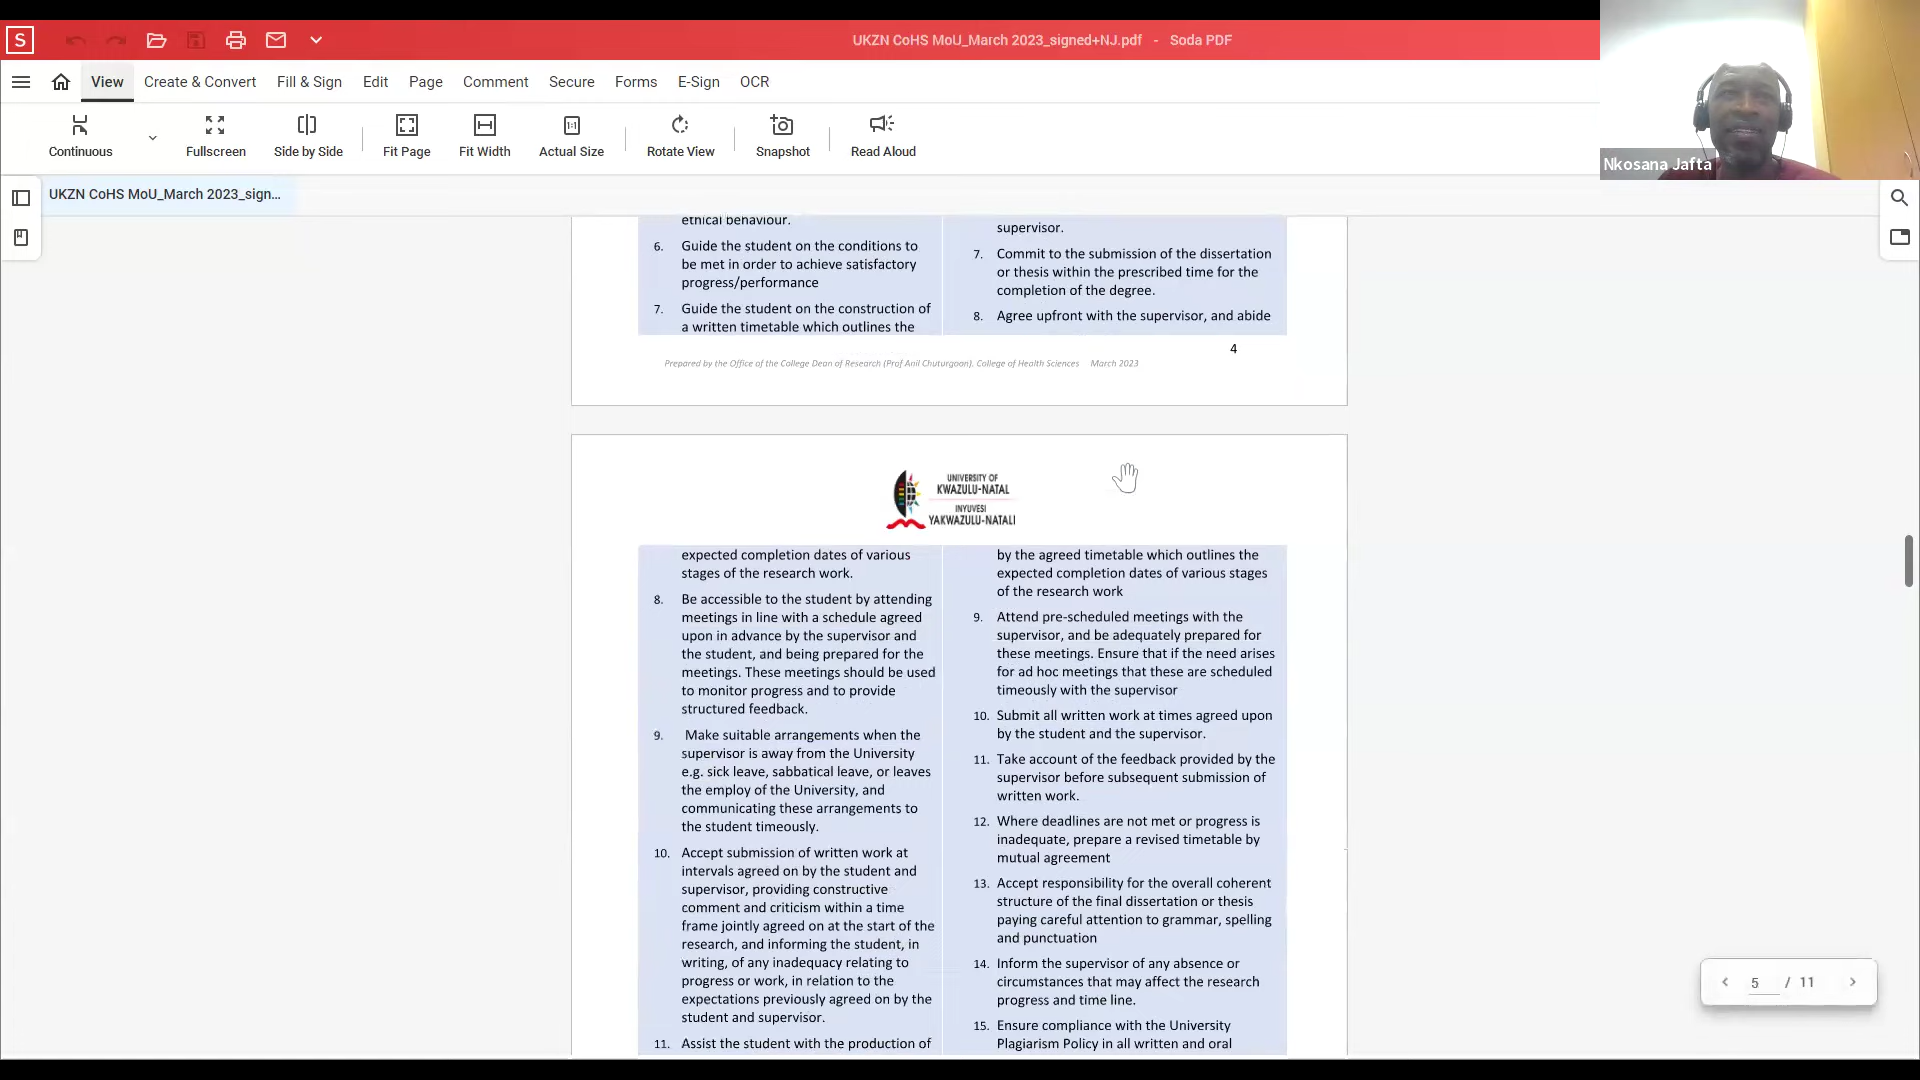 S
UKZN CoHS MoU_March 2023_signed+NJ.pdf - Soda PDF
View Create & Convert Fill & Sign Edit Page Comment Secure Forms E-Sign OCR
Continuous Fullscreen Side by Side Fit Page Fit Width 1:1 Actual Size Rotate View Snapshot Read Aloud
Nkosana Jafta
UKZN CoHS MoU_March 2023_sign...
ethical behaviour.
6. Guide the student on the conditions to
be met in order to achieve satisfactory
progress/performance
7. Guide the student on the construction of
a written timetable which outlines the
supervisor.
7. Commit to the submission of the dissertation
or thesis within the prescribed time for the
completion of the degree.
8. Agree upfront with the supervisor, and abide
4
Prepared by the Office of the College Dean of Research (Prof Anil Chuturgoon), College of Health Sciences March 2023
UNIVERSITY OF
KWAZULU-NATAL
INYUVESI
YAKWAZULU-NATALI
expected completion dates of various
stages of the research work.
8. Be accessible to the student by attending
meetings in line with a schedule agreed
upon in advance by the supervisor and
the student, and being prepared for the
meetings. These meetings should be used
to monitor progress and to provide
structured feedback.
9. Make suitable arrangements when the
supervisor is away from the University
e.g. sick leave, sabbatical leave, or leaves
the employ of the University, and
communicating these arrangements to
the student timeously.
10. Accept submission of written work at
intervals agreed on by the student and
supervisor, providing constructive
comment and criticism within a time
frame jointly agreed on at the start of the
research, and informing the student, in
writing, of any inadequacy relating to
progress or work, in relation to the
expectations previously agreed on by the
student and supervisor.
11. Assist the student with the production of
by the agreed timetable which outlines the
expected completion dates of various stages
of the research work
9. Attend pre-scheduled meetings with the
supervisor, and be adequately prepared for
these meetings. Ensure that if the need arises
for ad hoc meetings that these are scheduled
timeously with the supervisor
10. Submit all written work at times agreed upon
by the student and the supervisor.
11. Take account of the feedback provided by the
supervisor before subsequent submission of
written work.
12. Where deadlines are not met or progress is
inadequate, prepare a revised timetable by
mutual agreement
13. Accept responsibility for the overall coherent
structure of the final dissertation or thesis
paying careful attention to grammar, spelling
and punctuation
14. Inform the supervisor of any absence or
circumstances that may affect the research
progress and time line.
15. Ensure compliance with the University
Plagiarism Policy in all written and oral
5 / 11